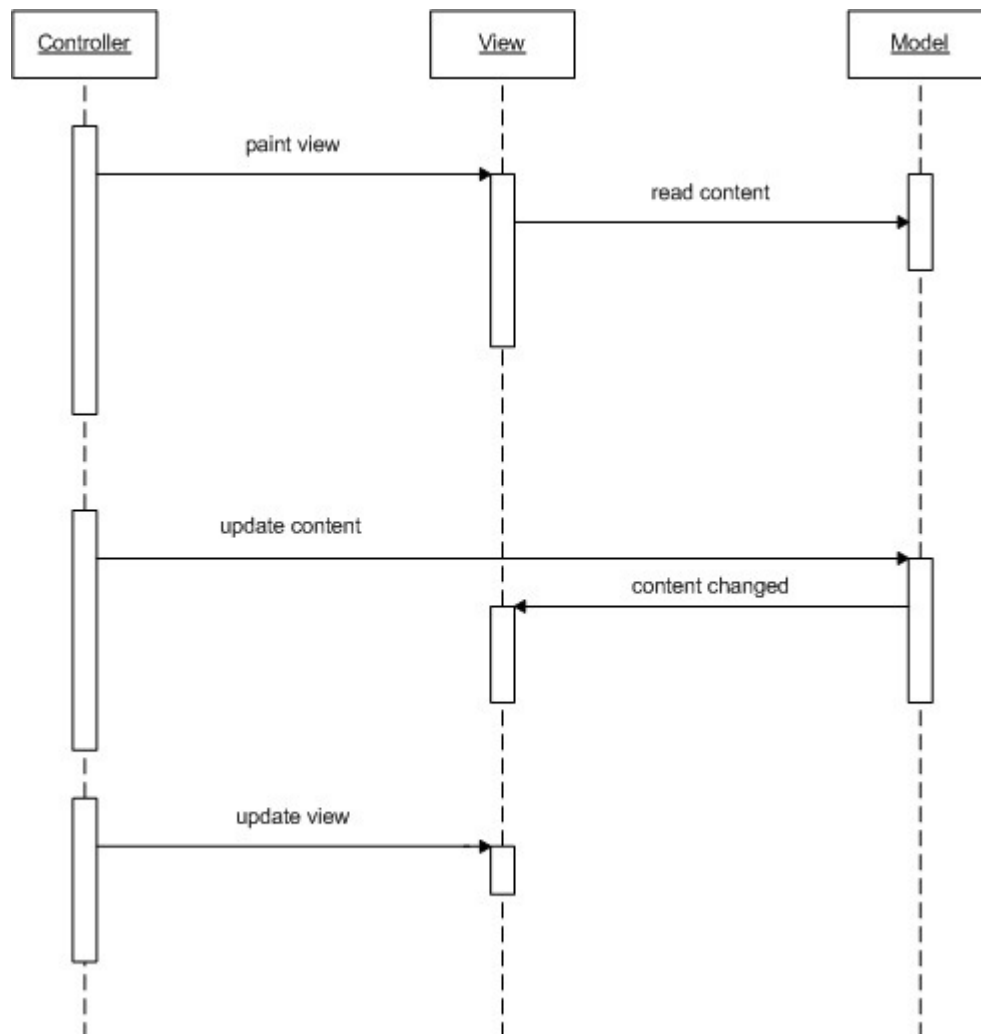 Controller
View
Model
paint view
read content
update content
content changed
update view